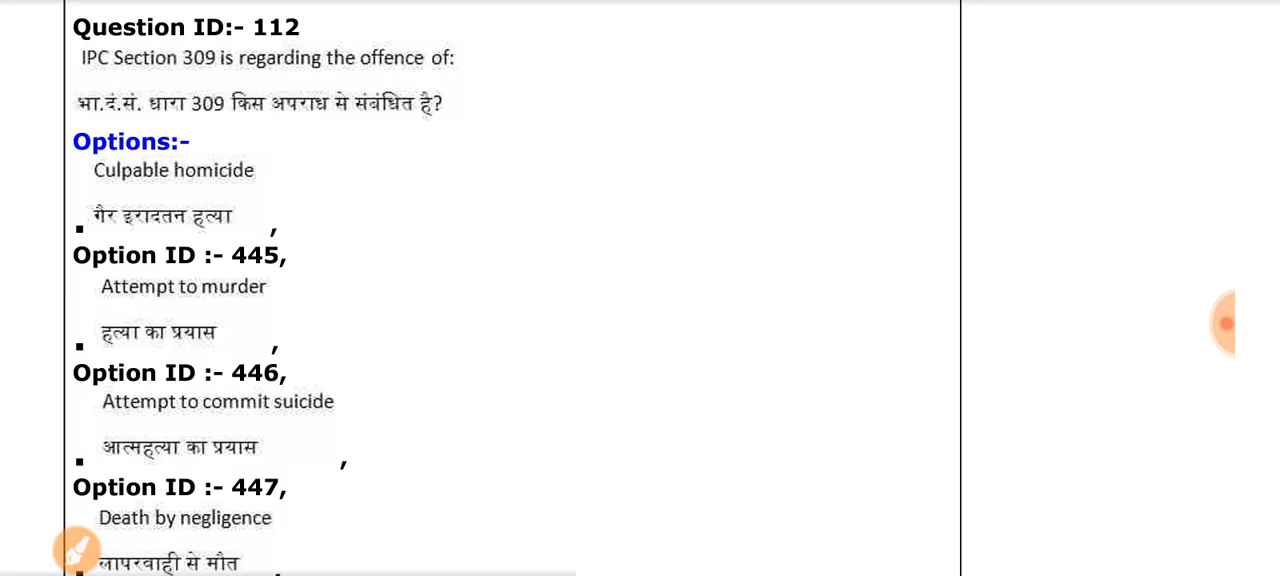 Question ID:- 112
IPC Section 309 is regarding the offence of:
भा.दं.सं. धारा 309 किस अपराध से संबंधित है?
Options:-
Culpable homicide
गैर इरादतन हत्या ,
Option ID :- 445,
Attempt to murder
हत्या का प्रयास ,
Option ID :- 446,
Attempt to commit suicide
आत्महत्या का प्रयास ,
Option ID :- 447,
Death by negligence
लापरवाही से मौत ,